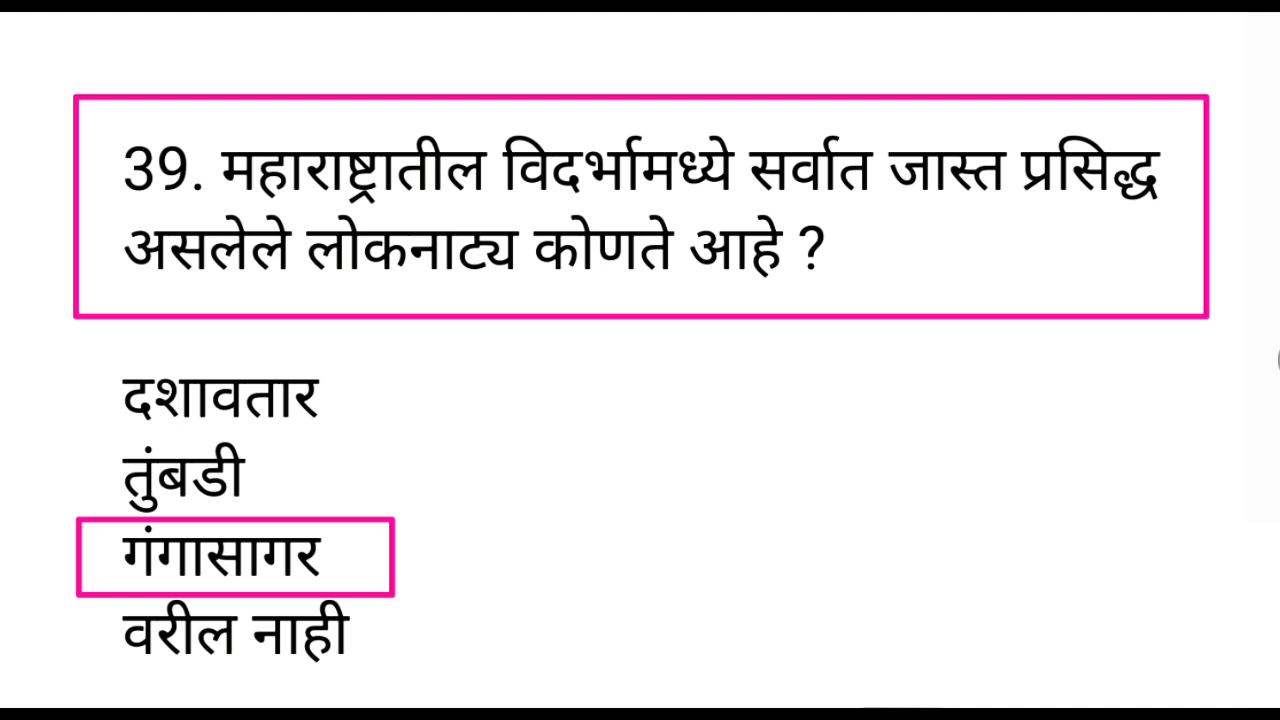 39. महाराष्ट्रातील विदर्भामध्ये सर्वात जास्त प्रसिद्ध
असलेले लोकनाट्य कोणते आहे ?
दशावतार
तुंबडी
गंगासागर
वरील नाही